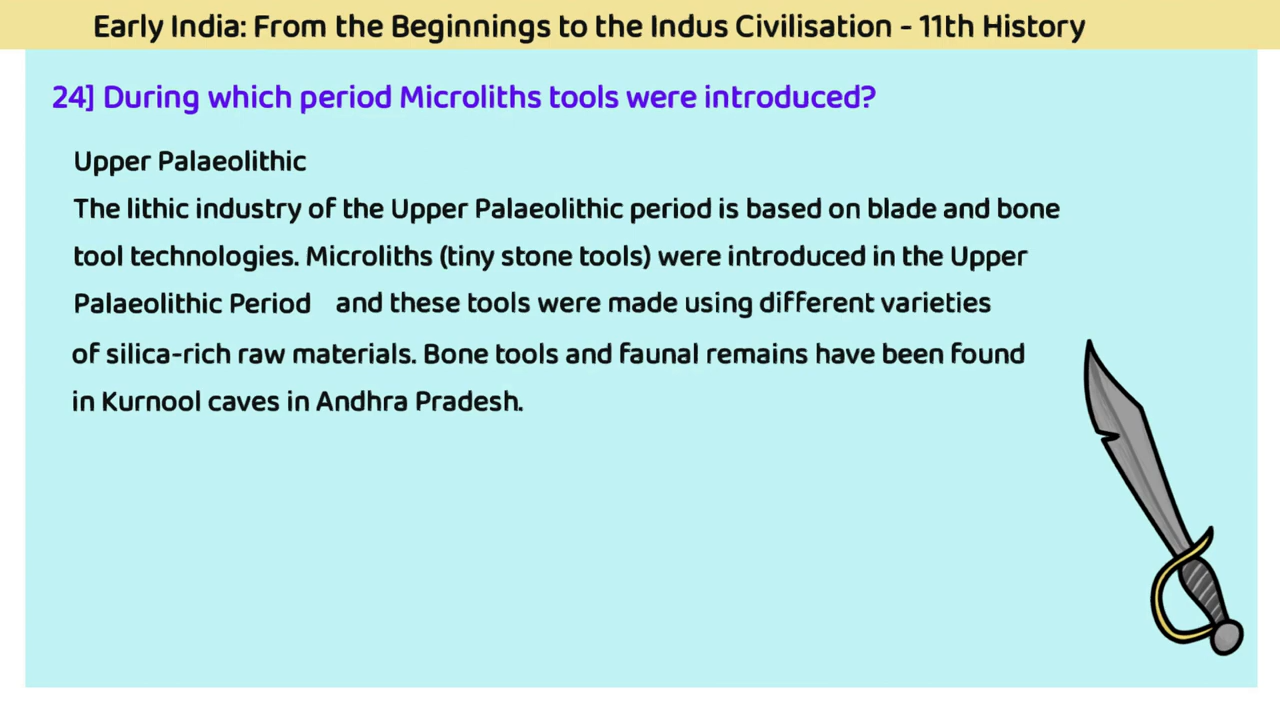 Early India: From the Beginnings to the Indus Civilisation - 11th History
24] During which period Microliths tools were introduced?
Upper Palaeolithic
The lithic industry of the Upper Palaeolithic period is based on blade and bone
tool technologies. Microliths (tiny stone tools) were introduced in the Upper
Palaeolithic Period and these tools were made using different varieties
of silica-rich raw materials. Bone tools and faunal remains have been found
in Kurnool caves in Andhra Pradesh.